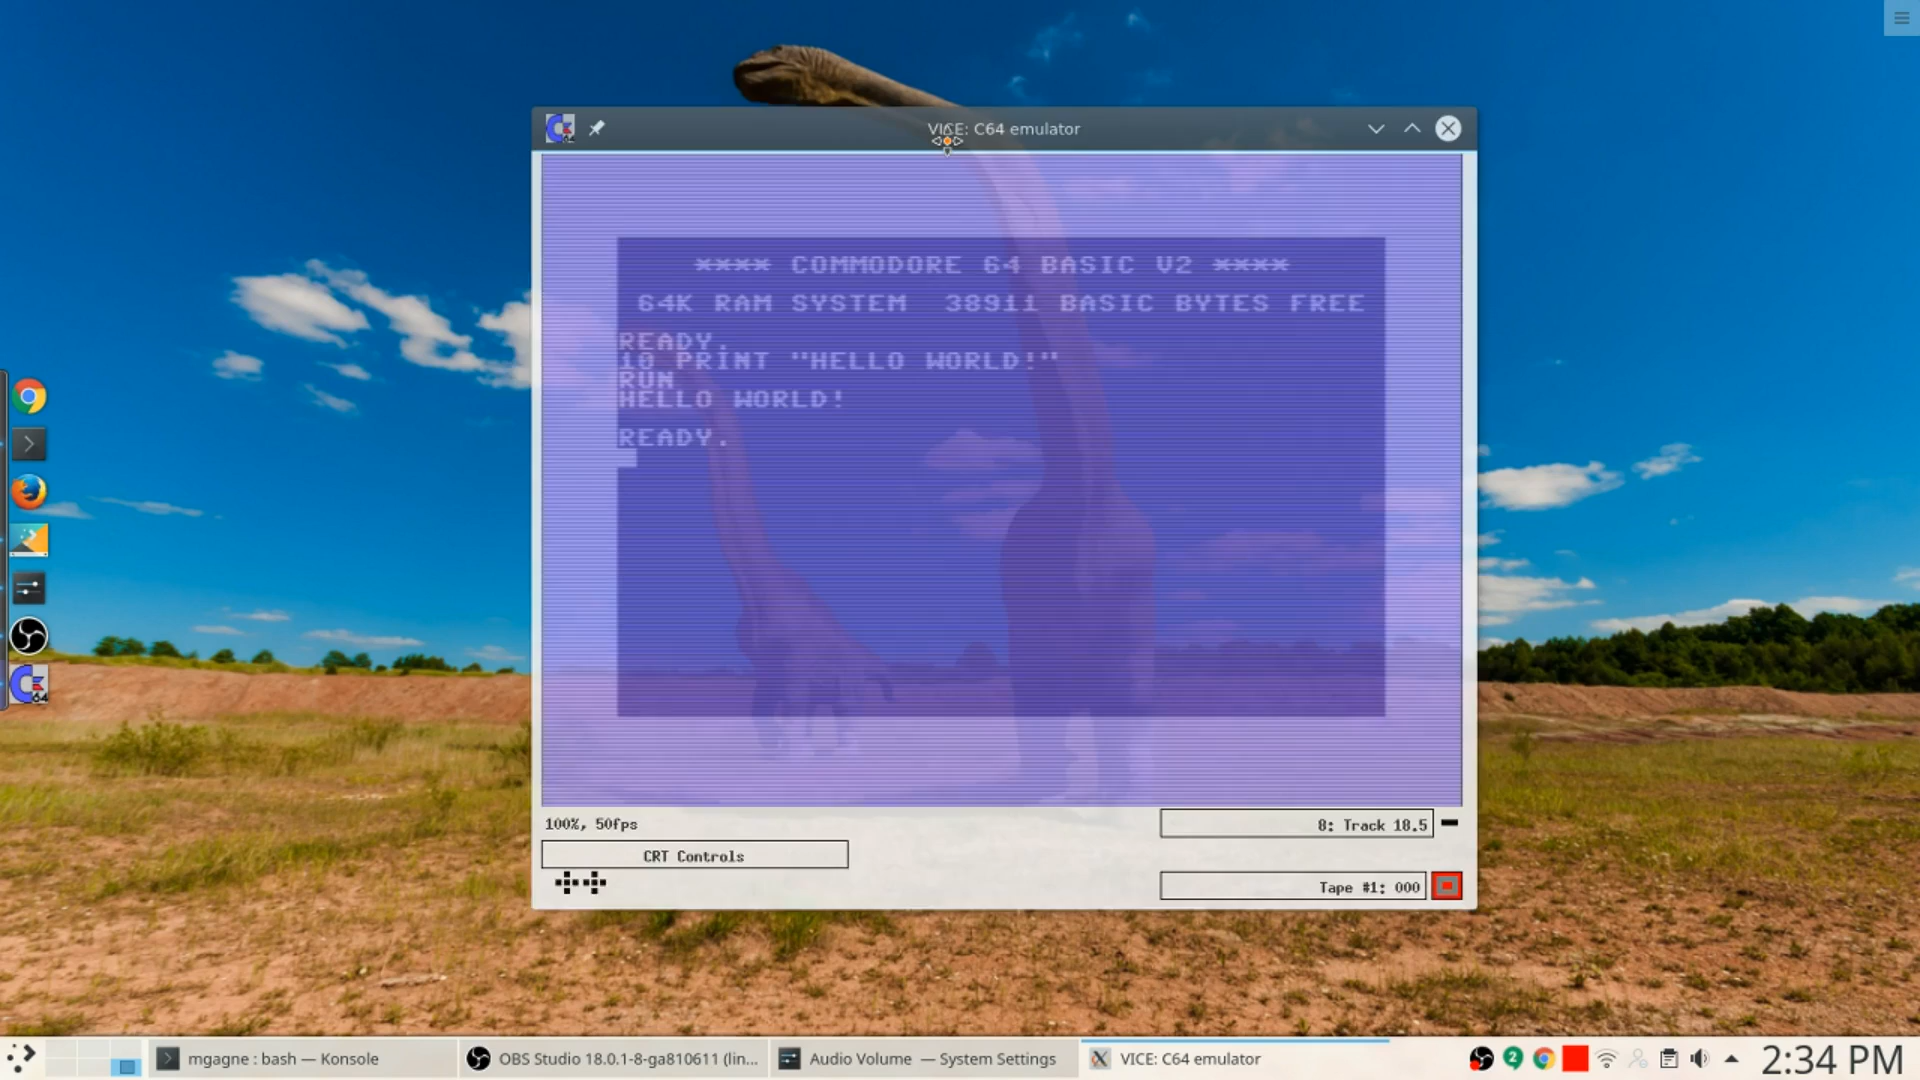 VICE: C64 emulator
**** COMMODORE 64 BASIC V2 ****
64K RAM SYSTEM  38911 BASIC BYTES FREE
READY.
10 PRINT "HELLO WORLD!"
RUN
HELLO WORLD!
READY.
100%, 50fps
8: Track 18.5
CRT Controls
Tape #1: 000
64
mgagne : bash — Konsole
OBS Studio 18.0.1-8-ga810611 (lin...
Audio Volume — System Settings
VICE: C64 emulator
2
2:34 PM